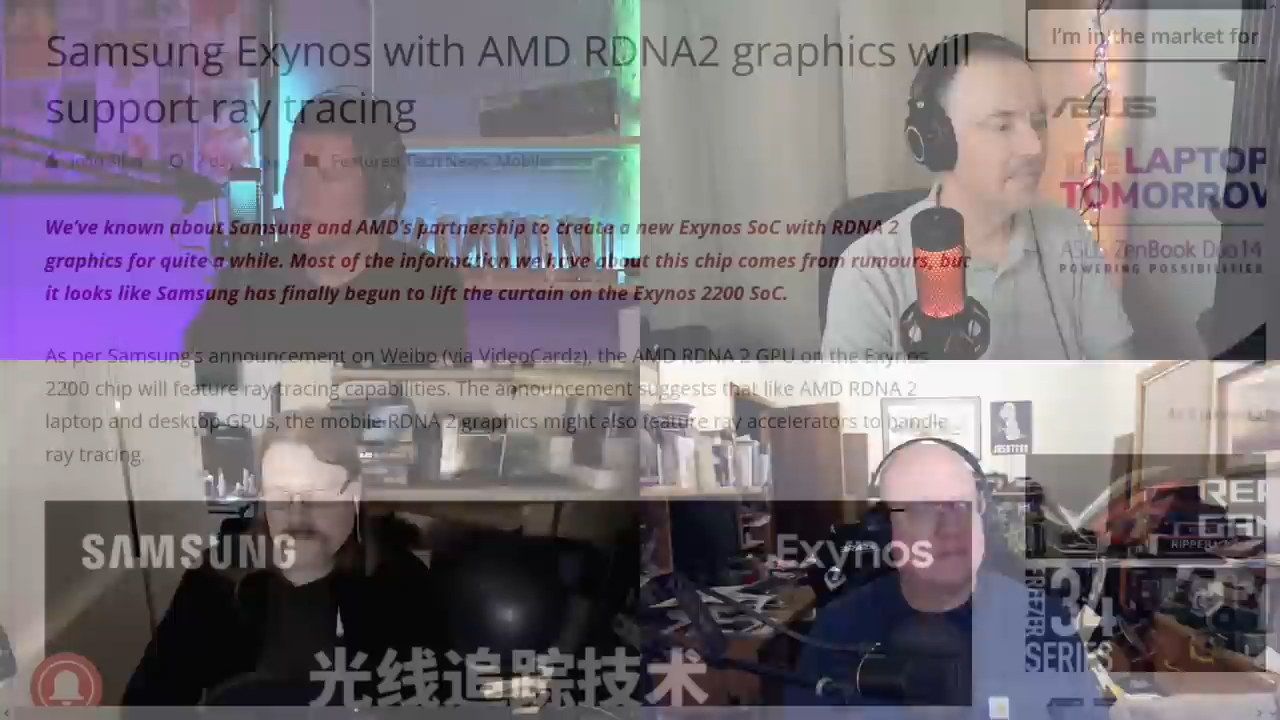 Samsung Exynos with AMD RDNA2 graphics will
support ray tracing
Featured Tech News, Mobile
We've known about Samsung and AMD's partnership to create a new Exynos SoC with RDNA 2
graphics for quite a while. Most of the information we have about this chip comes from rumours, but
it looks like Samsung has finally begun to lift the curtain on the Exynos 2200 SoC.
As per Samsung's announcement on Weibo (via VideoCardz), the AMD RDNA 2 GPU on the Exynos
2200 chip will feature ray tracing capabilities. The announcement suggests that like AMD RDNA 2
laptop and desktop GPUs, the mobile RDNA 2 graphics might also feature ray accelerators to handle
ray tracing.
SAMSUNG
Exynos
光线追踪技术
I'm in the market for
ASUS
THE LAPTOP
TOMORROW
ASUS ZenBook Duo 14
POWERING POSSIBILITIES
FREEZER
34
SERIES